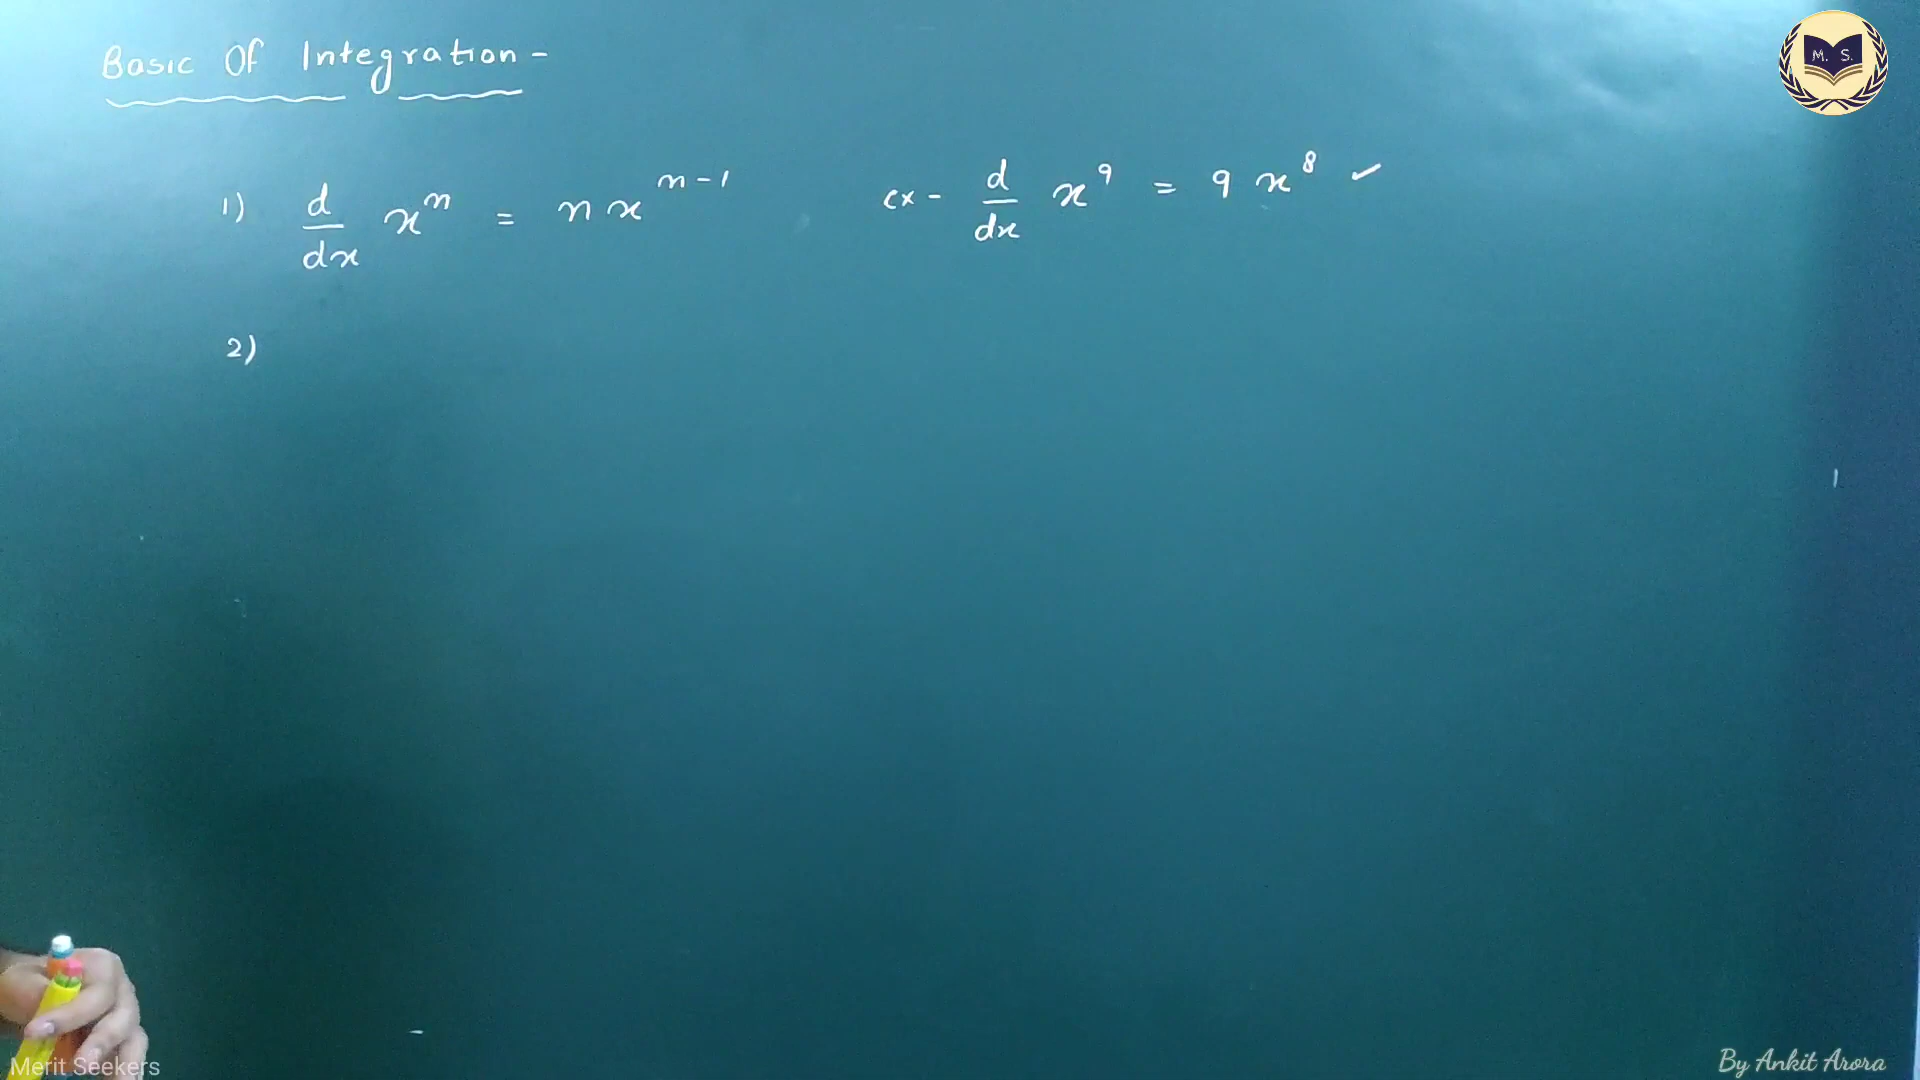 Basic Of Integration -
M. S.
1) d/dx x^n = n x^(n-1)    ex - d/dx x^9 = 9 x^8 ✓
2)
Merit Seekers
By Ankit Arora